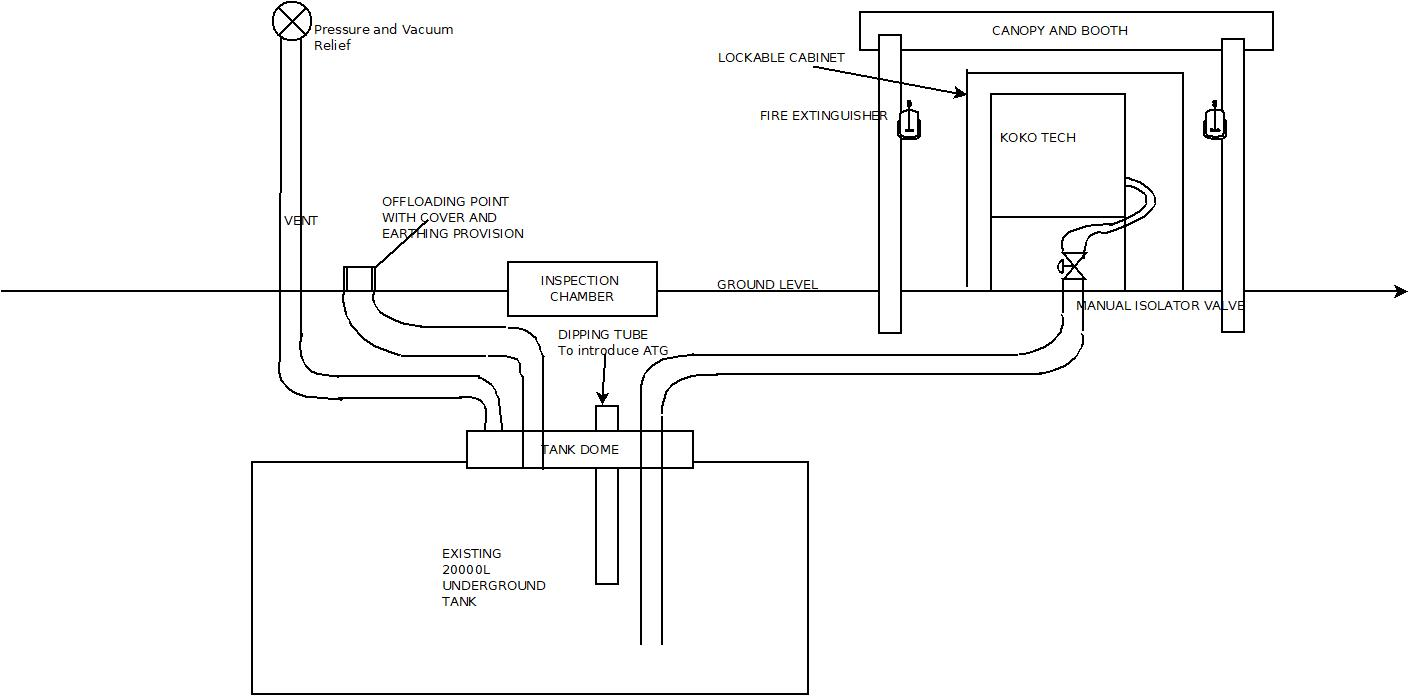 Pressure and Vacuum
Relief
CANOPY AND BOOTH
LOCKABLE CABINET
FIRE EXTINGUISHER
KOKO TECH
VENT
OFFLOADING POINT
WITH COVER AND
EARTHING PROVISION
INSPECTION
CHAMBER
GROUND LEVEL
MANUAL ISOLATOR VALVE
DIPPING TUBE
To introduce ATG
TANK DOME
EXISTING
20000L
UNDERGROUND
TANK